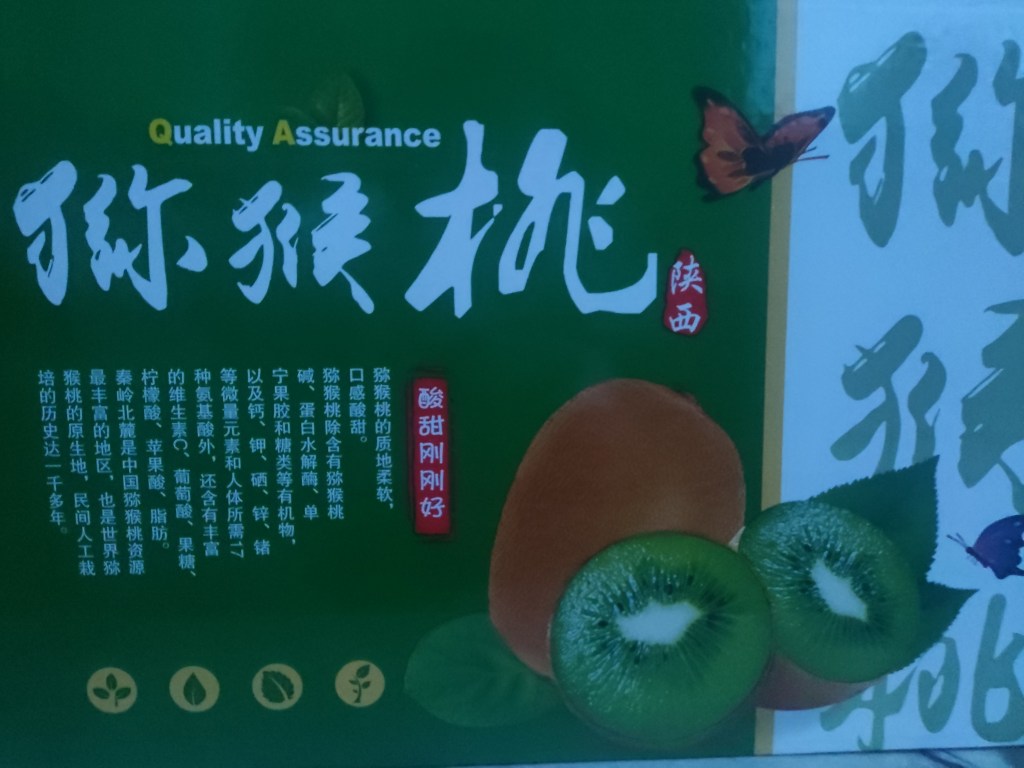 Quality Assurance
猕猴桃
陕西
酸甜刚刚好
猕猴桃的质地柔软，
口感酸甜。
猕猴桃除含有猕猴桃
碱、蛋白水解酶、单
宁果胶和糖类等有机物，
以及钙、钾、硒、锌、锗
等微量元素和人体所需17
种氨基酸外，还含有丰富
的维生素C、葡萄酸、果糖、
柠檬酸、苹果酸、脂肪。
秦岭北麓是中国猕猴桃资源
最丰富的地区，也是世界猕
猴桃的原生地，民间人工栽
培的历史达一千多年。
猕
猴
桃